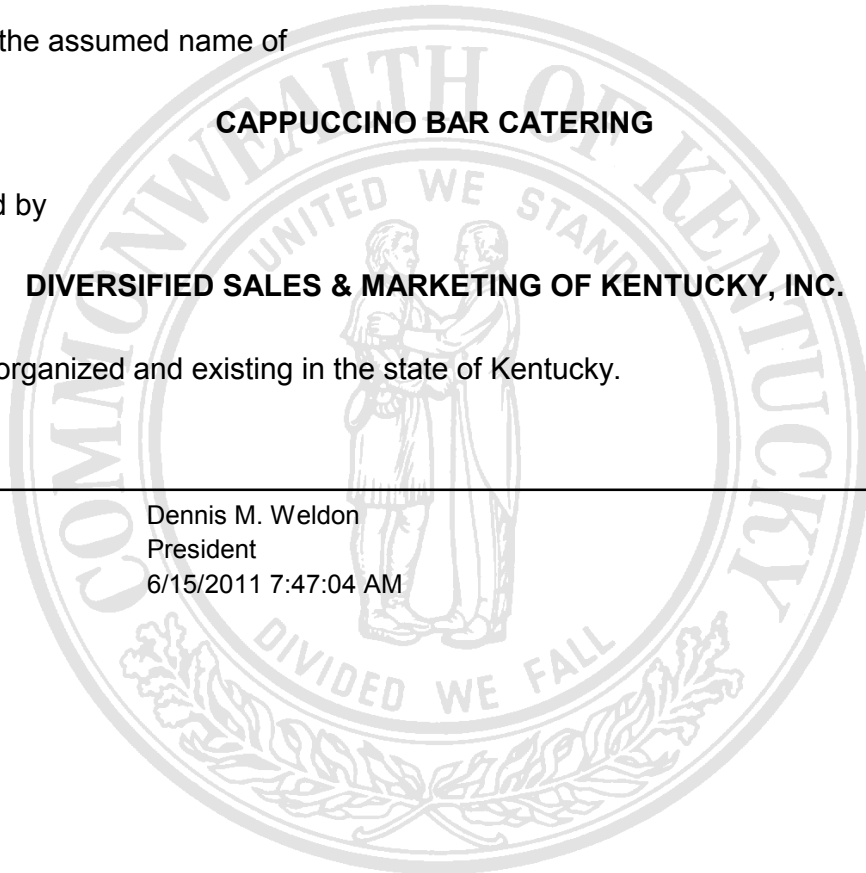 the assumed name of
CAPPUCCINO BAR CATERING
d by
DIVERSIFIED SALES & MARKETING OF KENTUCKY, INC.
organized and existing in the state of Kentucky.
Dennis M. Weldon
President
6/15/2011 7:47:04 AM
COMMONWEALTH OF KENTUCKY
UNITED WE STAND
DIVIDED WE FALL